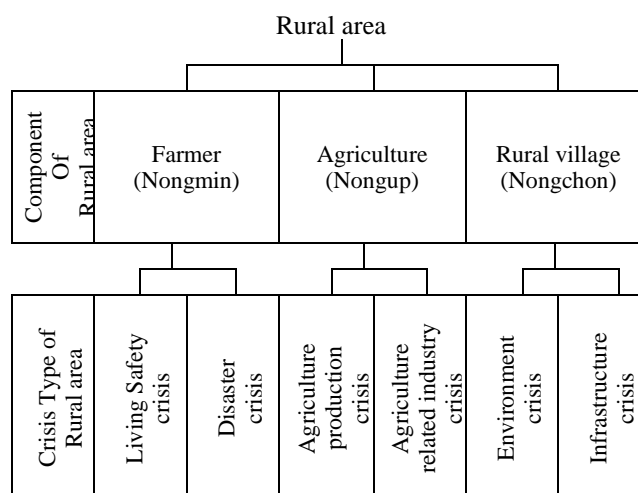 Rural area
Component
Of
Rural area
Farmer
(Nongmin)
Agriculture
(Nongup)
Rural village
(Nongchon)
Crisis Type of
Rural area
Living Safety
crisis
Disaster
crisis
Agriculture
production
crisis
Agriculture
related industry
crisis
Environment
crisis
Infrastructure
crisis